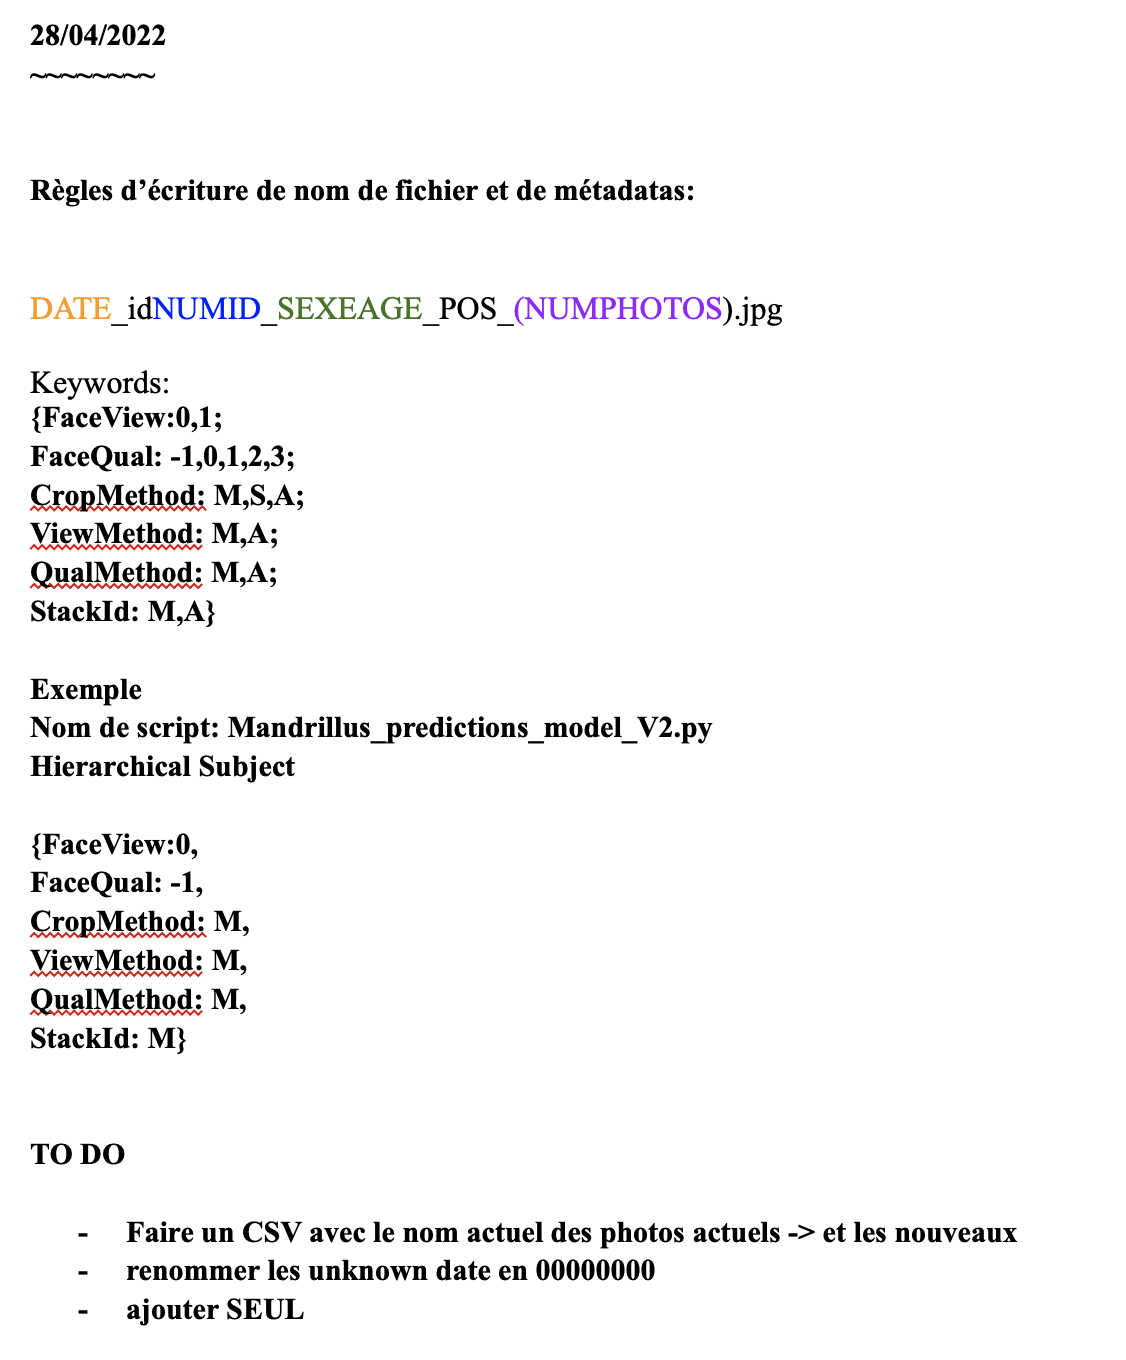 28/04/2022
~~~~~~~~
Règles d’écriture de nom de fichier et de métadatas:
DATE_idNUMID_SEXEAGE_POS_(NUMPHOTOS).jpg
Keywords:
{FaceView:0,1;
FaceQual: -1,0,1,2,3;
CropMethod: M,S,A;
ViewMethod: M,A;
QualMethod: M,A;
StackId: M,A}
Exemple
Nom de script: Mandrillus_predictions_model_V2.py
Hierarchical Subject
{FaceView:0,
FaceQual: -1,
CropMethod: M,
ViewMethod: M,
QualMethod: M,
StackId: M}
TO DO
- Faire un CSV avec le nom actuel des photos actuels -> et les nouveaux
- renommer les unknown date en 00000000
- ajouter SEUL